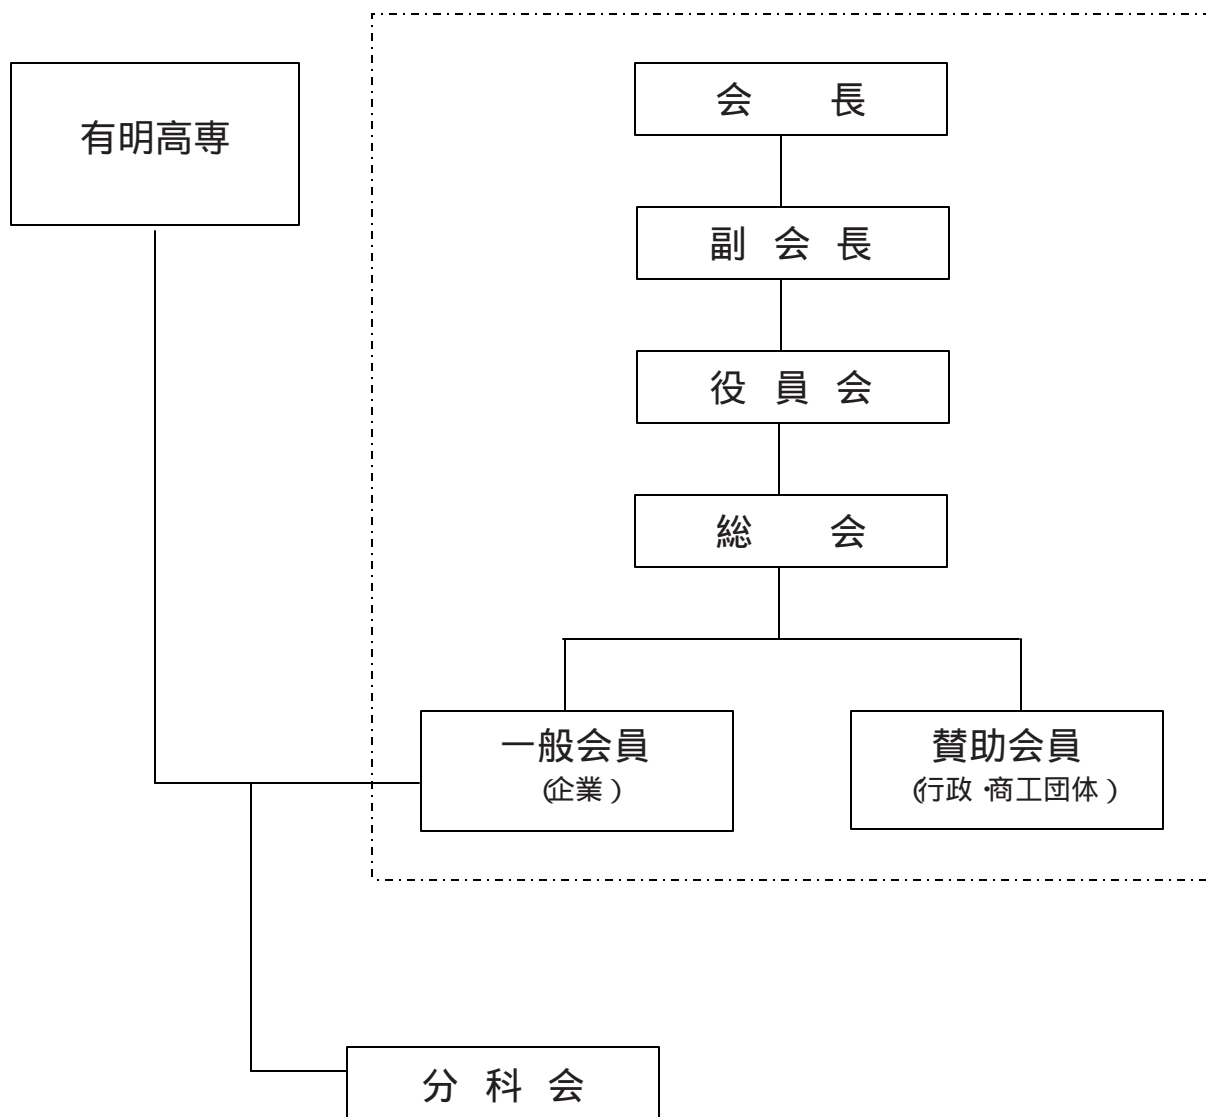 有明高専
会　　長
副 会 長
役 員 会
総　　会
一般会員
(企業)
賛助会員
(行政・商工団体)
分 科 会